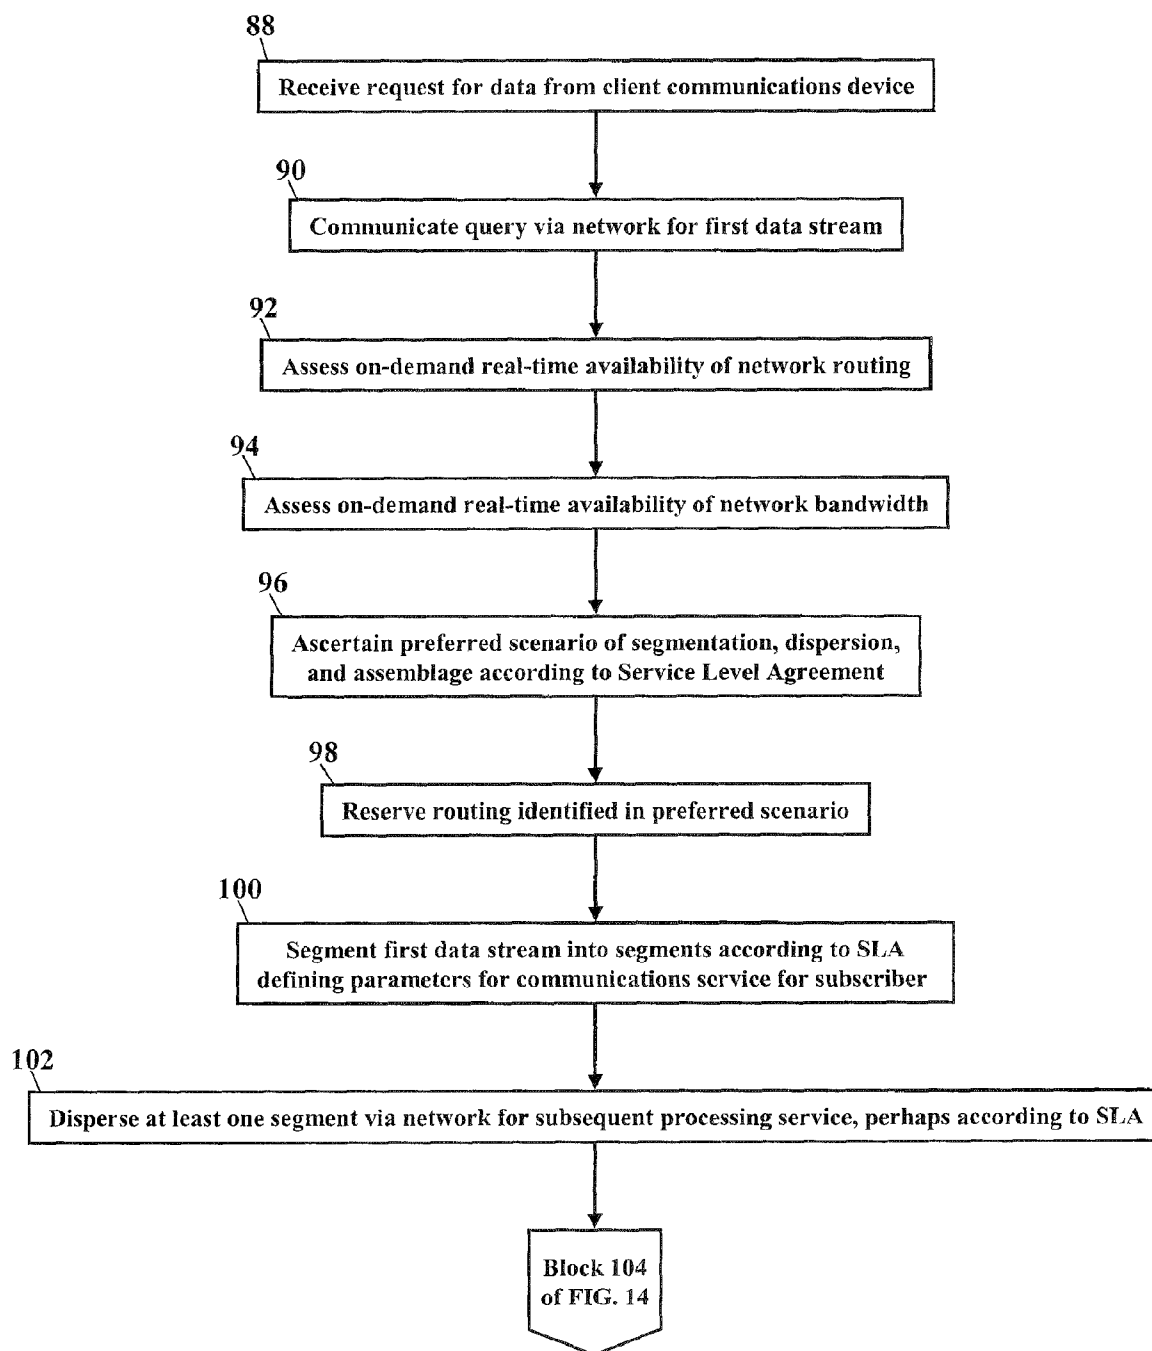 88
Receive request for data from client communications device
90
Communicate query via network for first data stream
92
Assess on-demand real-time availability of network routing
94
Assess on-demand real-time availability of network bandwidth
96
Ascertain preferred scenario of segmentation, dispersion,
and assemblage according to Service Level Agreement
98
Reserve routing identified in preferred scenario
100
Segment first data stream into segments according to SLA
defining parameters for communications service for subscriber
102
Disperse at least one segment via network for subsequent processing service, perhaps according to SLA
Block 104
of FIG. 14